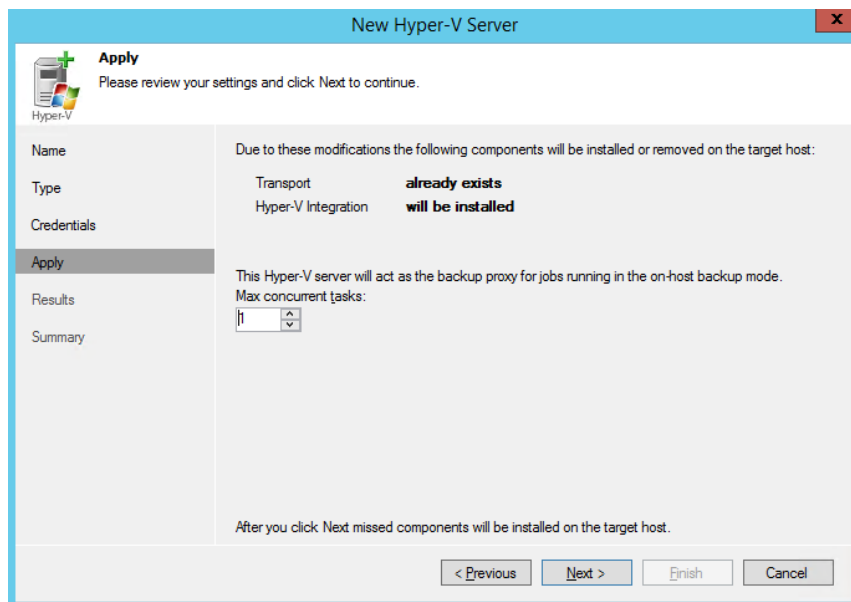 New Hyper-V Server
X
Apply
Please review your settings and click Next to continue.
Hyper-V
Name
Type
Credentials
Apply
Results
Summary
Due to these modifications the following components will be installed or removed on the target host:
Transport already exists
Hyper-V Integration will be installed
This Hyper-V server will act as the backup proxy for jobs running in the on-host backup mode.
Max concurrent tasks:
1
After you click Next missed components will be installed on the target host.
< Previous Next > Finish Cancel